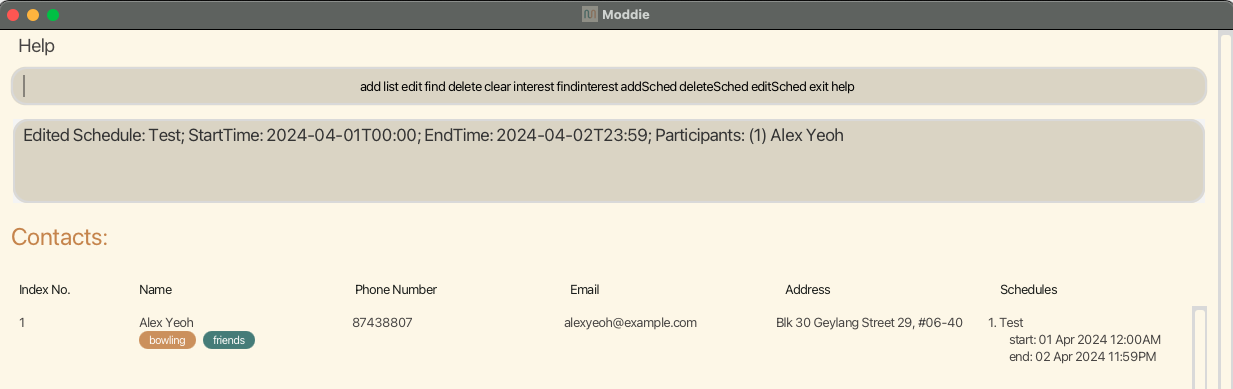 Moddie
Help
add list edit find delete clear interest findinterest addSched deleteSched editSched exit help
Edited Schedule: Test; StartTime: 2024-04-01T00:00; EndTime: 2024-04-02T23:59; Participants: (1) Alex Yeoh
Contacts:
Index No. Name Phone Number Email Address Schedules
1 Alex Yeoh 87438807 alexyeoh@example.com Blk 30 Geylang Street 29, #06-40 1. Test
bowling friends start: 01 Apr 2024 12:00AM
end: 02 Apr 2024 11:59PM